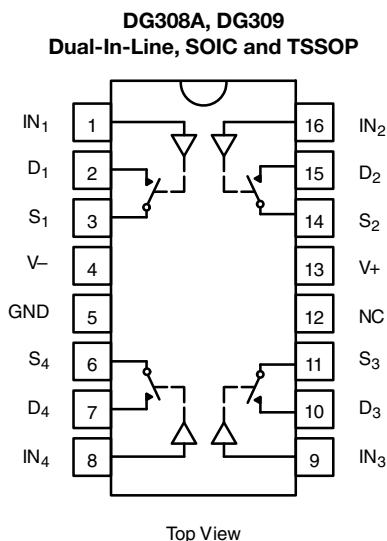 DG308A, DG309
Dual-In-Line, SOIC and TSSOP
IN1 1 16 IN2
D1 2 15 D2
S1 3 14 S2
V– 4 13 V+
GND 5 12 NC
S4 6 11 S3
D4 7 10 D3
IN4 8 9 IN3
Top View